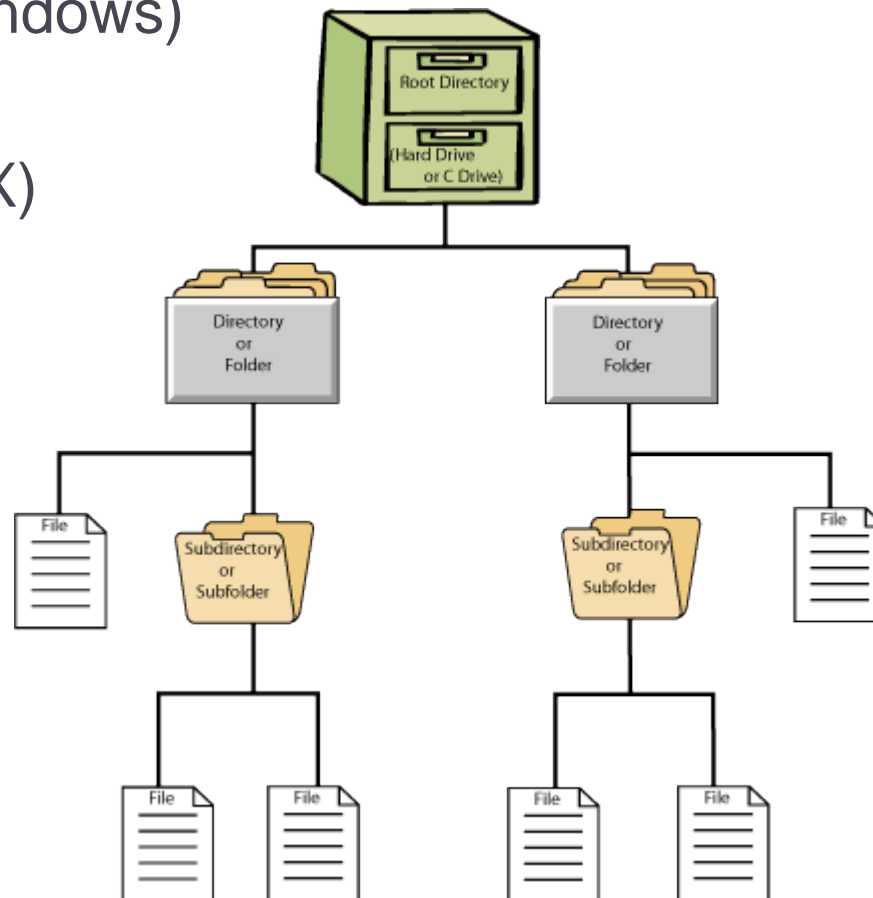 ndows)
X)
Root Directory
(Hard Drive
or C Drive)
Directory
or
Folder
Directory
or
Folder
File
Subdirectory
or
Subfolder
Subdirectory
or
Subfolder
File
File
File
File
File